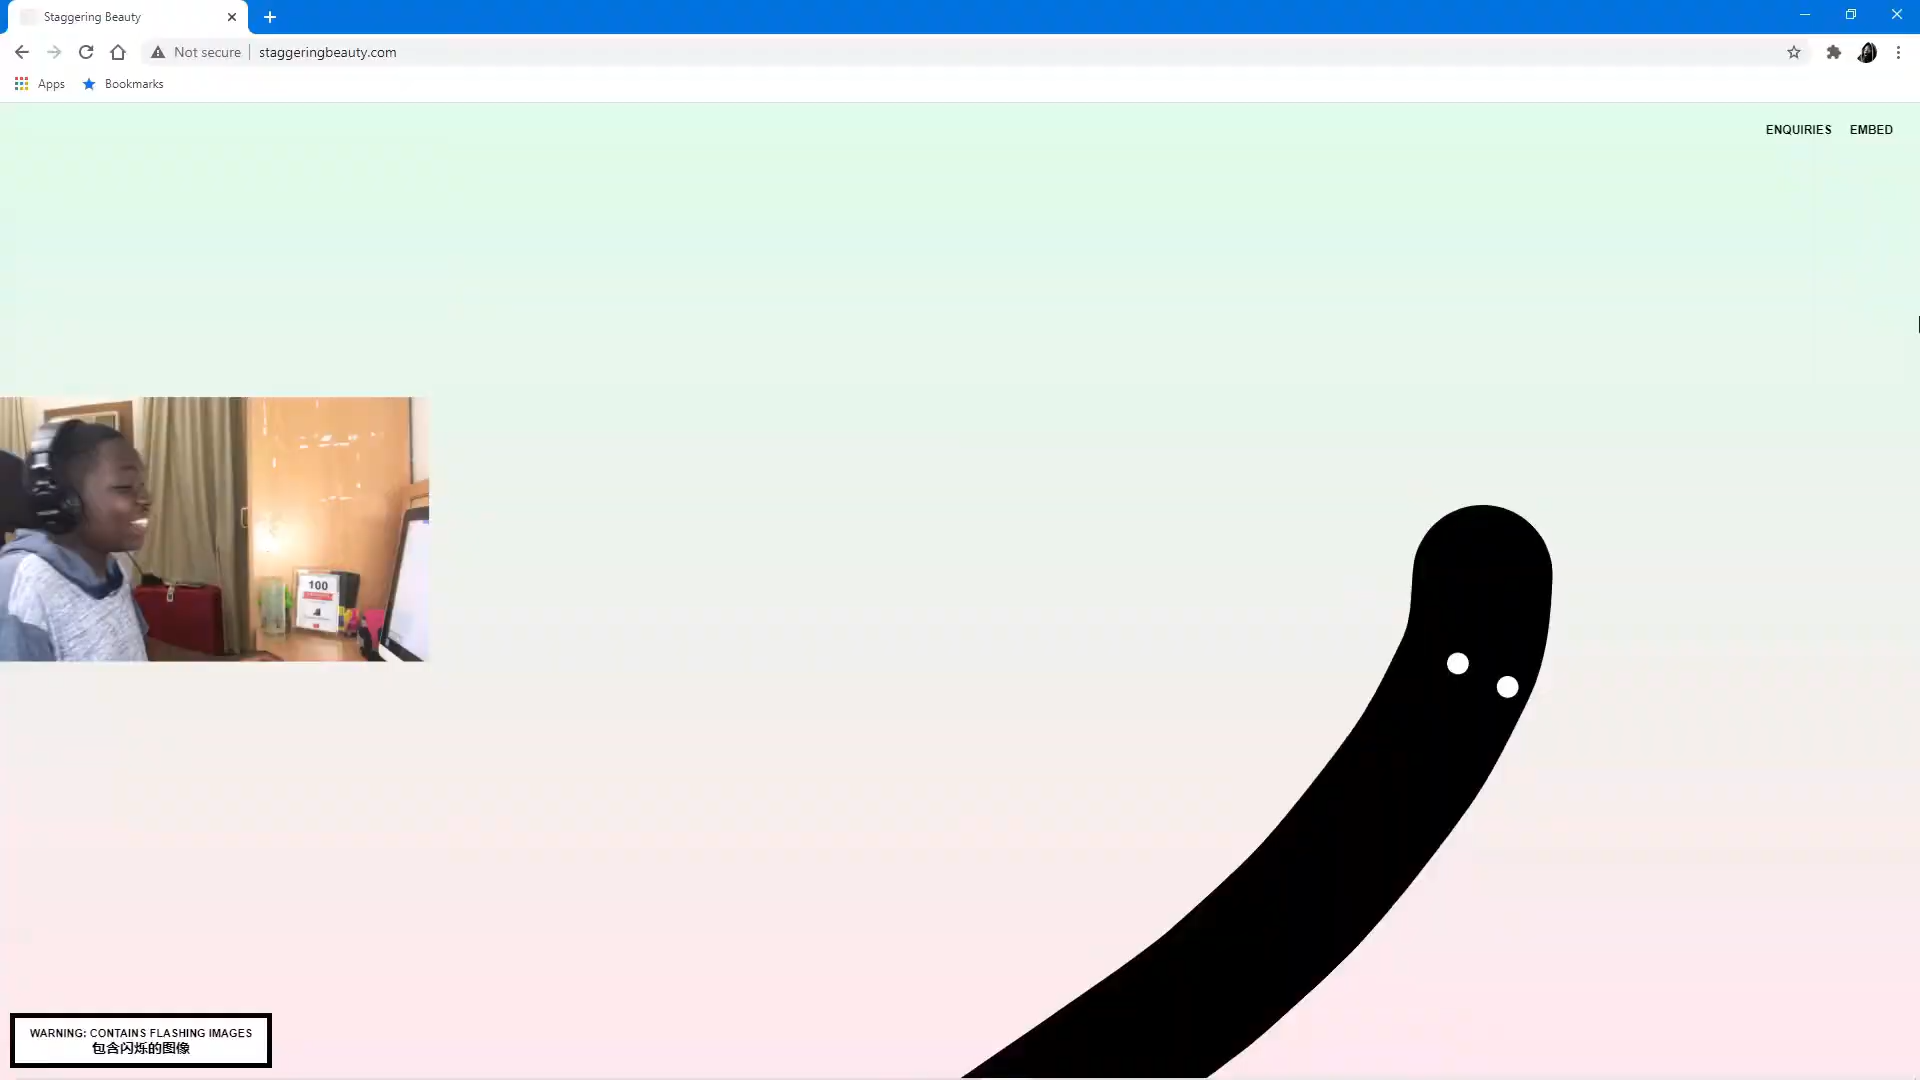 Staggering Beauty
Not secure
staggeringbeauty.com
Apps
Bookmarks
ENQUIRIES
EMBED
100
WARNING: CONTAINS FLASHING IMAGES
包含闪烁的图像